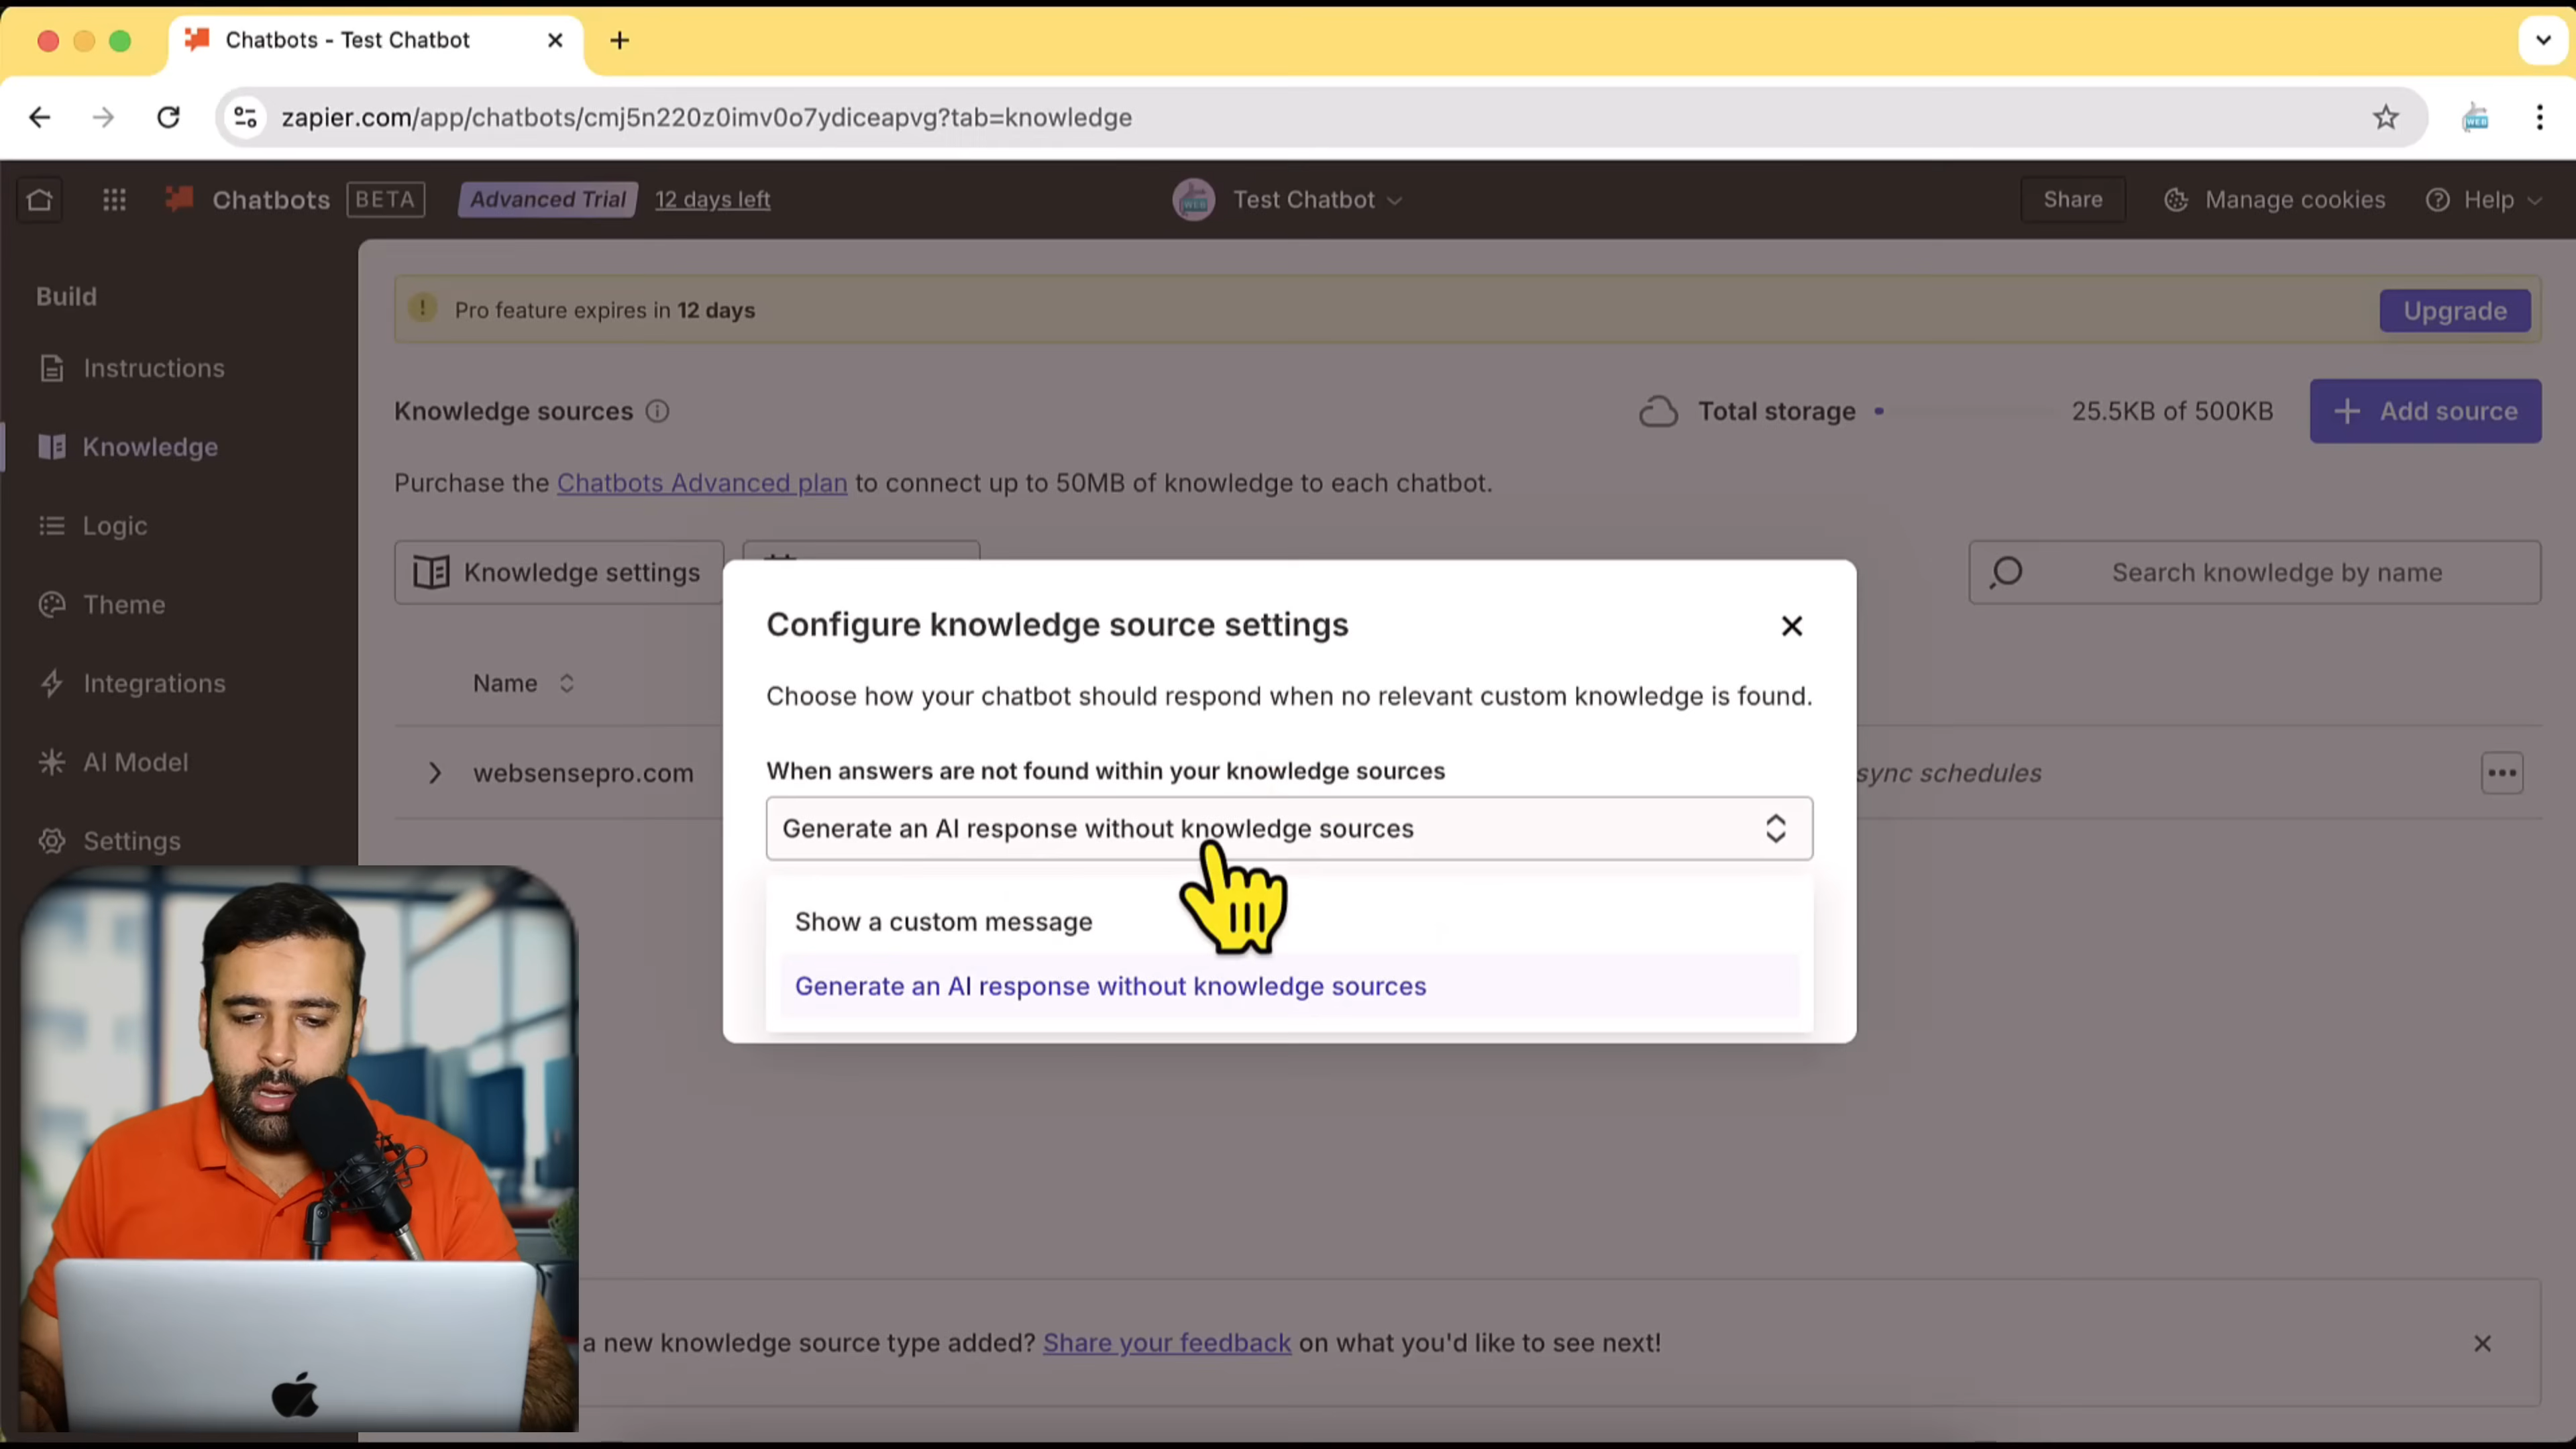 Chatbots - Test Chatbot
zapier.com/app/chatbots/cmj5n220z0imv0o7ydiceapvg?tab=knowledge
Chatbots BETA Advanced Trial 12 days left Test Chatbot Share Manage cookies Help
Build
Instructions
Knowledge
Logic
Theme
Integrations
AI Model
Settings
Pro feature expires in 12 days Upgrade
Knowledge sources Total storage 25.5KB of 500KB + Add source
Purchase the Chatbots Advanced plan to connect up to 50MB of knowledge to each chatbot.
Knowledge settings Search knowledge by name
Name
websensepro.com sync schedules
Configure knowledge source settings
Choose how your chatbot should respond when no relevant custom knowledge is found.
When answers are not found within your knowledge sources
Generate an AI response without knowledge sources
Show a custom message
Generate an AI response without knowledge sources
a new knowledge source type added? Share your feedback on what you'd like to see next!